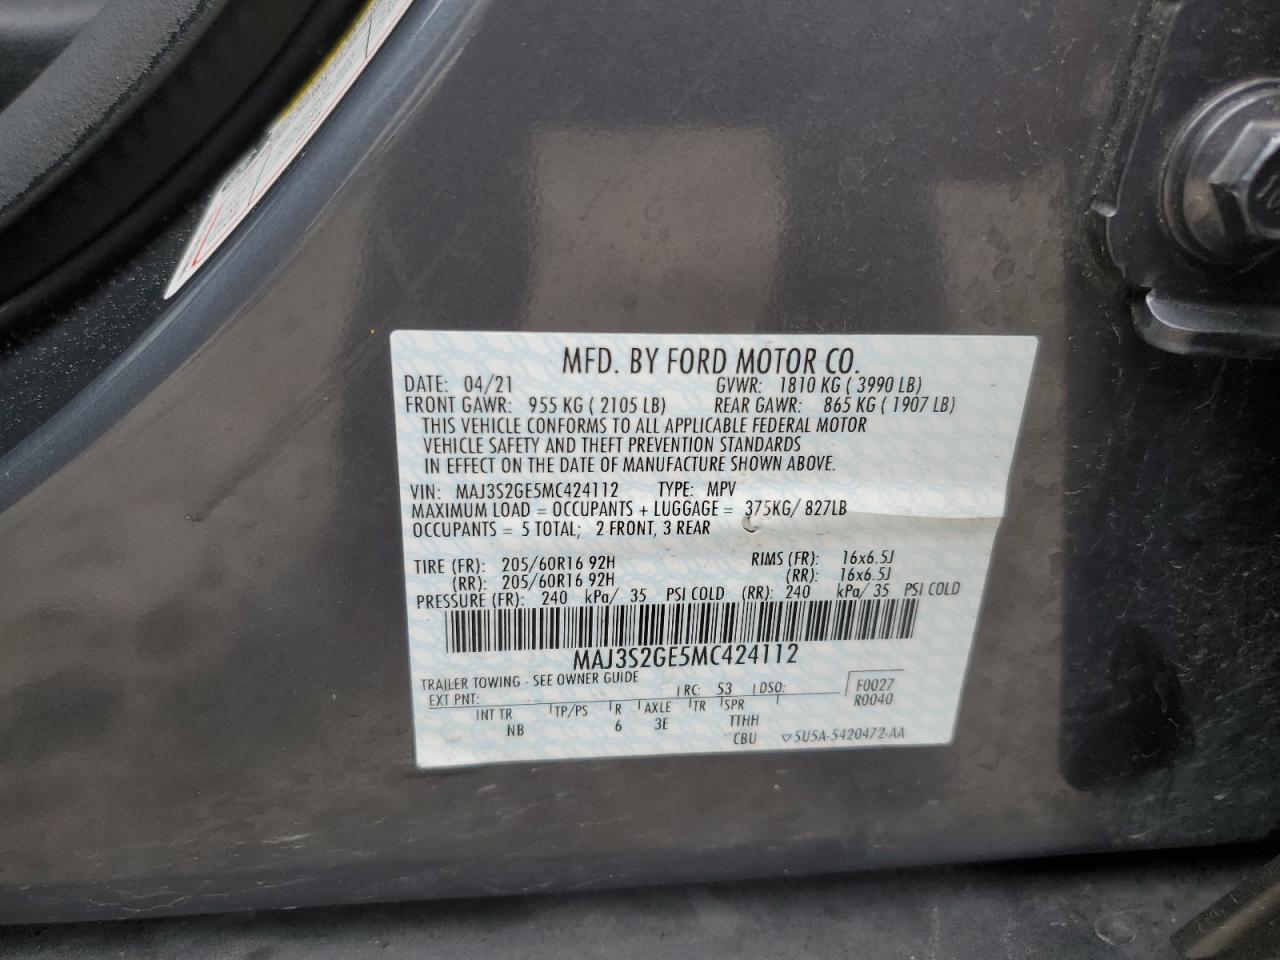 MFD. BY FORD MOTOR CO.
DATE: 04/21 GVWR: 1810 KG ( 3990 LB)
FRONT GAWR: 955 KG ( 2105 LB) REAR GAWR: 865 KG ( 1907 LB)
THIS VEHICLE CONFORMS TO ALL APPLICABLE FEDERAL MOTOR
VEHICLE SAFETY AND THEFT PREVENTION STANDARDS
IN EFFECT ON THE DATE OF MANUFACTURE SHOWN ABOVE.
VIN: MAJ3S2GE5MC424112 TYPE: MPV
MAXIMUM LOAD = OCCUPANTS + LUGGAGE = 375KG/ 827LB
OCCUPANTS = 5 TOTAL; 2 FRONT, 3 REAR
TIRE (FR): 205/60R16 92H RIMS (FR): 16x6.5J
(RR): 205/60R16 92H (RR): 16x6.5J
PRESSURE (FR): 240 kPa/ 35 PSI COLD (RR): 240 kPa/ 35 PSI COLD
MAJ3S2GE5MC424112
TRAILER TOWING - SEE OWNER GUIDE
EXT PNT: RC: 53 DSO: F0027
R0040
INT TR TP/PS R AXLE TR SPR
NB 6 3E TTHH
CBU 5U5A-5420472-AA